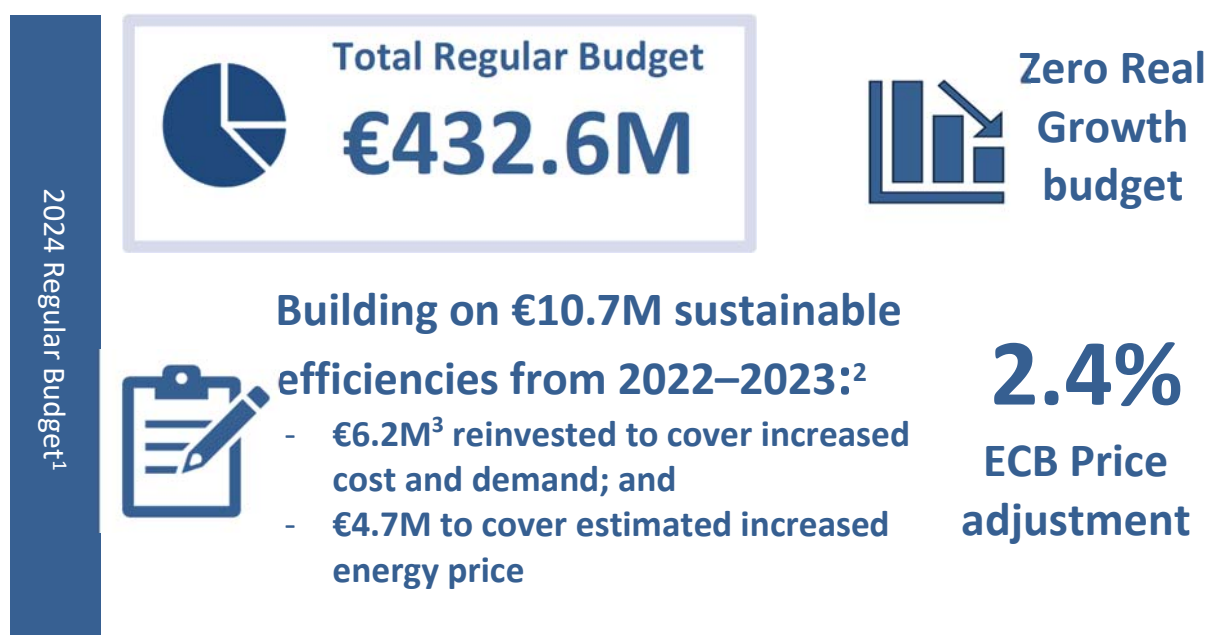 2024 Regular Budget¹
Total Regular Budget
€432.6M
Zero Real
Growth
budget
Building on €10.7M sustainable
efficiencies from 2022–2023:²
- €6.2M³ reinvested to cover increased
cost and demand; and
- €4.7M to cover estimated increased
energy price
2.4%
ECB Price
adjustment